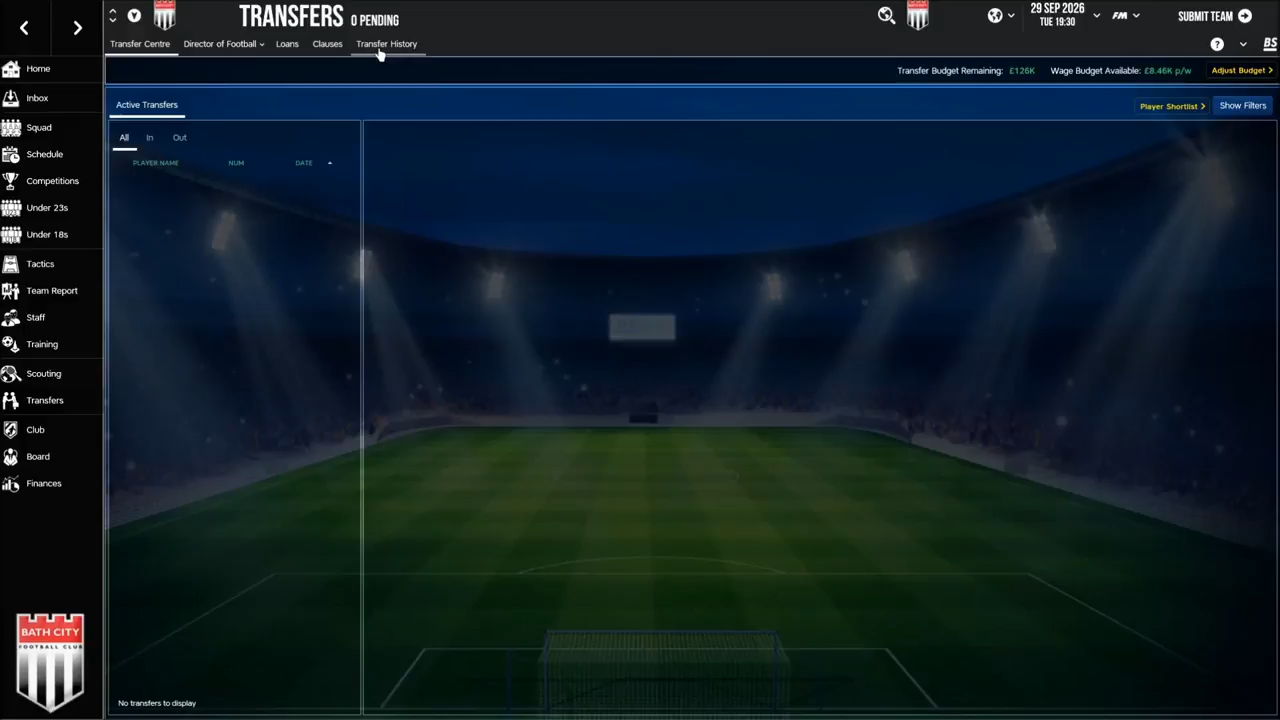 TRANSFERS
0 PENDING
29 SEP 2026
TUE 19:30
FM
SUBMIT TEAM
Transfer Centre
Director of Football
Loans
Clauses
Transfer History
?
BS
Transfer Budget Remaining: £126K
Wage Budget Available: £8.46K p/w
Adjust Budget >
Active Transfers
Player Shortlist >
Show Filters
All
In
Out
PLAYER NAME
NUM
DATE
No transfers to display
Home
Inbox
Squad
Schedule
Competitions
Under 23s
Under 18s
Tactics
Team Report
Staff
Training
Scouting
Transfers
Club
Board
Finances
BATH CITY
FOOTBALL CLUB